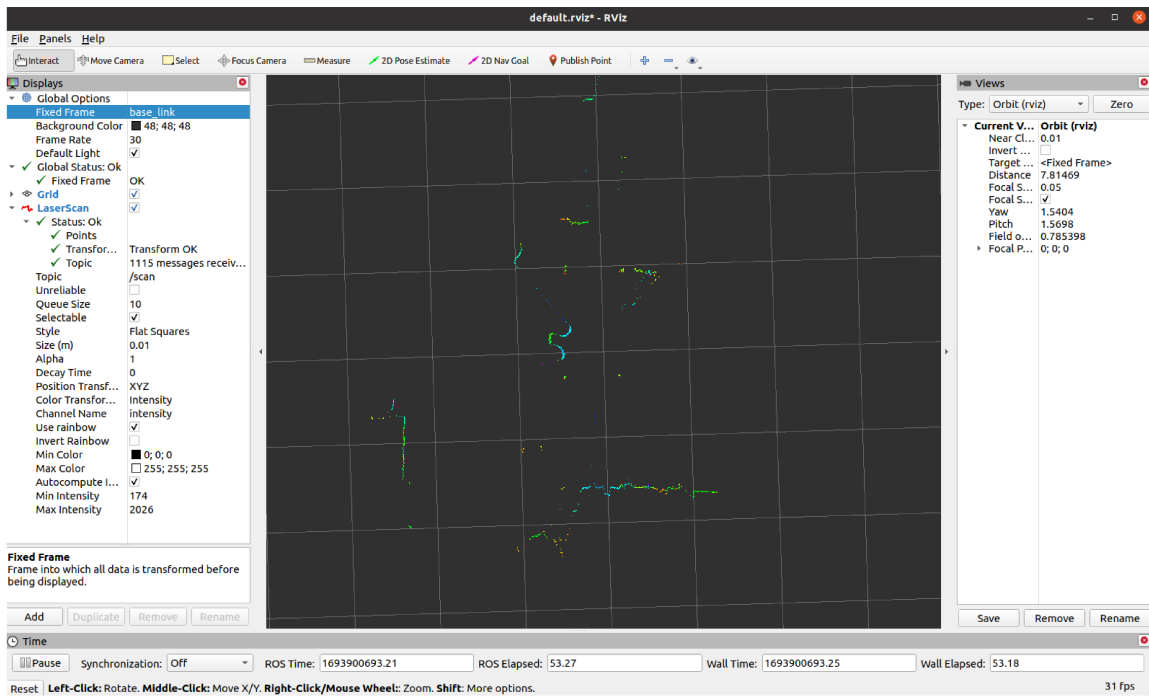 default.rviz* - RViz
File Panels Help
Interact Move Camera Select Focus Camera Measure 2D Pose Estimate 2D Nav Goal Publish Point
Displays
Global Options
Fixed Frame base_link
Background Color 48; 48; 48
Frame Rate 30
Default Light
Global Status: Ok
Fixed Frame OK
Grid
LaserScan
Status: Ok
Points
Transfor... Transform OK
Topic 1115 messages receiv...
Topic /scan
Unreliable
Queue Size 10
Selectable
Style Flat Squares
Size (m) 0.01
Alpha 1
Decay Time 0
Position Transf... XYZ
Color Transfor... Intensity
Channel Name intensity
Use rainbow
Invert Rainbow
Min Color 0; 0; 0
Max Color 255; 255; 255
Autocompute I...
Min Intensity 174
Max Intensity 2026
Fixed Frame
Frame into which all data is transformed before
being displayed.
Add Duplicate Remove Rename
Views
Type: Orbit (rviz) Zero
Current V... Orbit (rviz)
Near Cl... 0.01
Invert ...
Target ... <Fixed Frame>
Distance 7.81469
Focal S... 0.05
Focal S...
Yaw 1.5404
Pitch 1.5698
Field o... 0.785398
Focal P... 0; 0; 0
Save Remove Rename
Time
Pause Synchronization: Off ROS Time: 1693900693.21 ROS Elapsed: 53.27 Wall Time: 1693900693.25 Wall Elapsed: 53.18
Reset Left-Click: Rotate. Middle-Click: Move X/Y. Right-Click/Mouse Wheel:: Zoom. Shift: More options. 31 fps